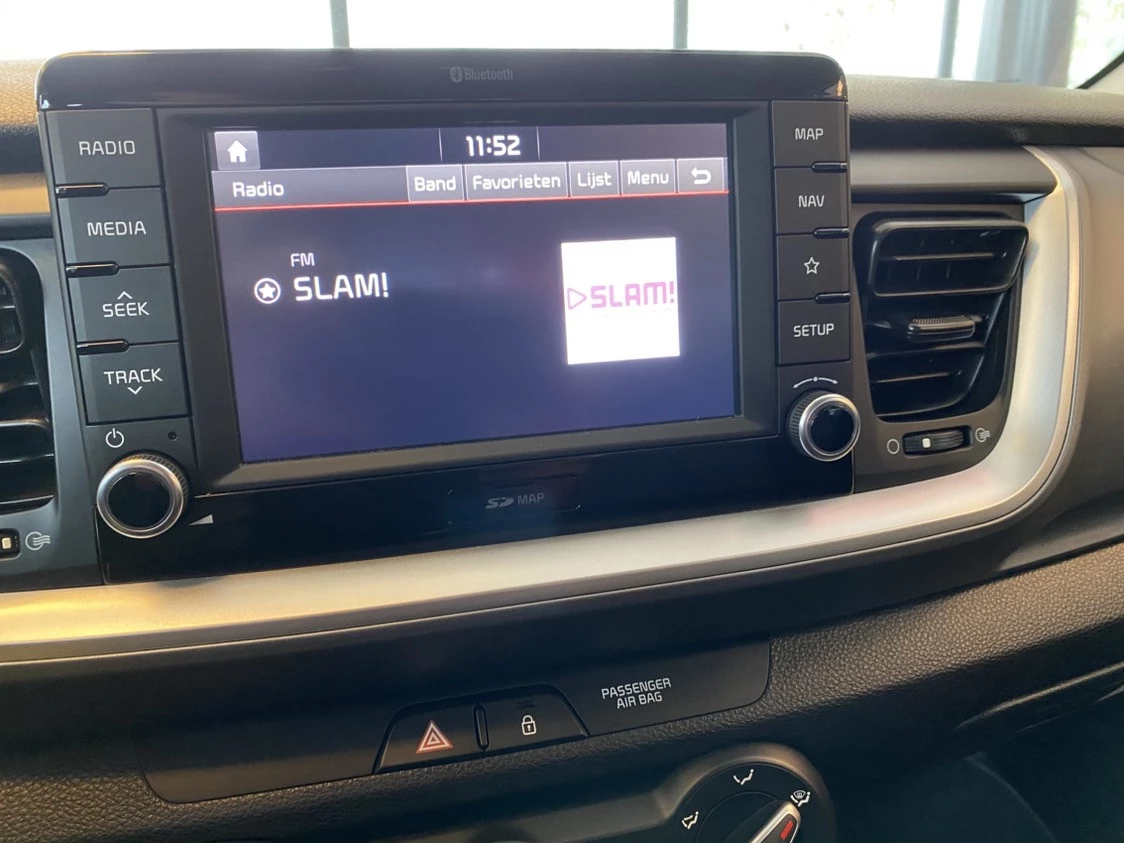 Bluetooth
RADIO
MEDIA
SEEK
TRACK
11:52
Radio
Band
Favorieten
Lijst
Menu
FM
SLAM!
SLAM!
MAP
NAV
SETUP
SD MAP
PASSENGER
AIR BAG